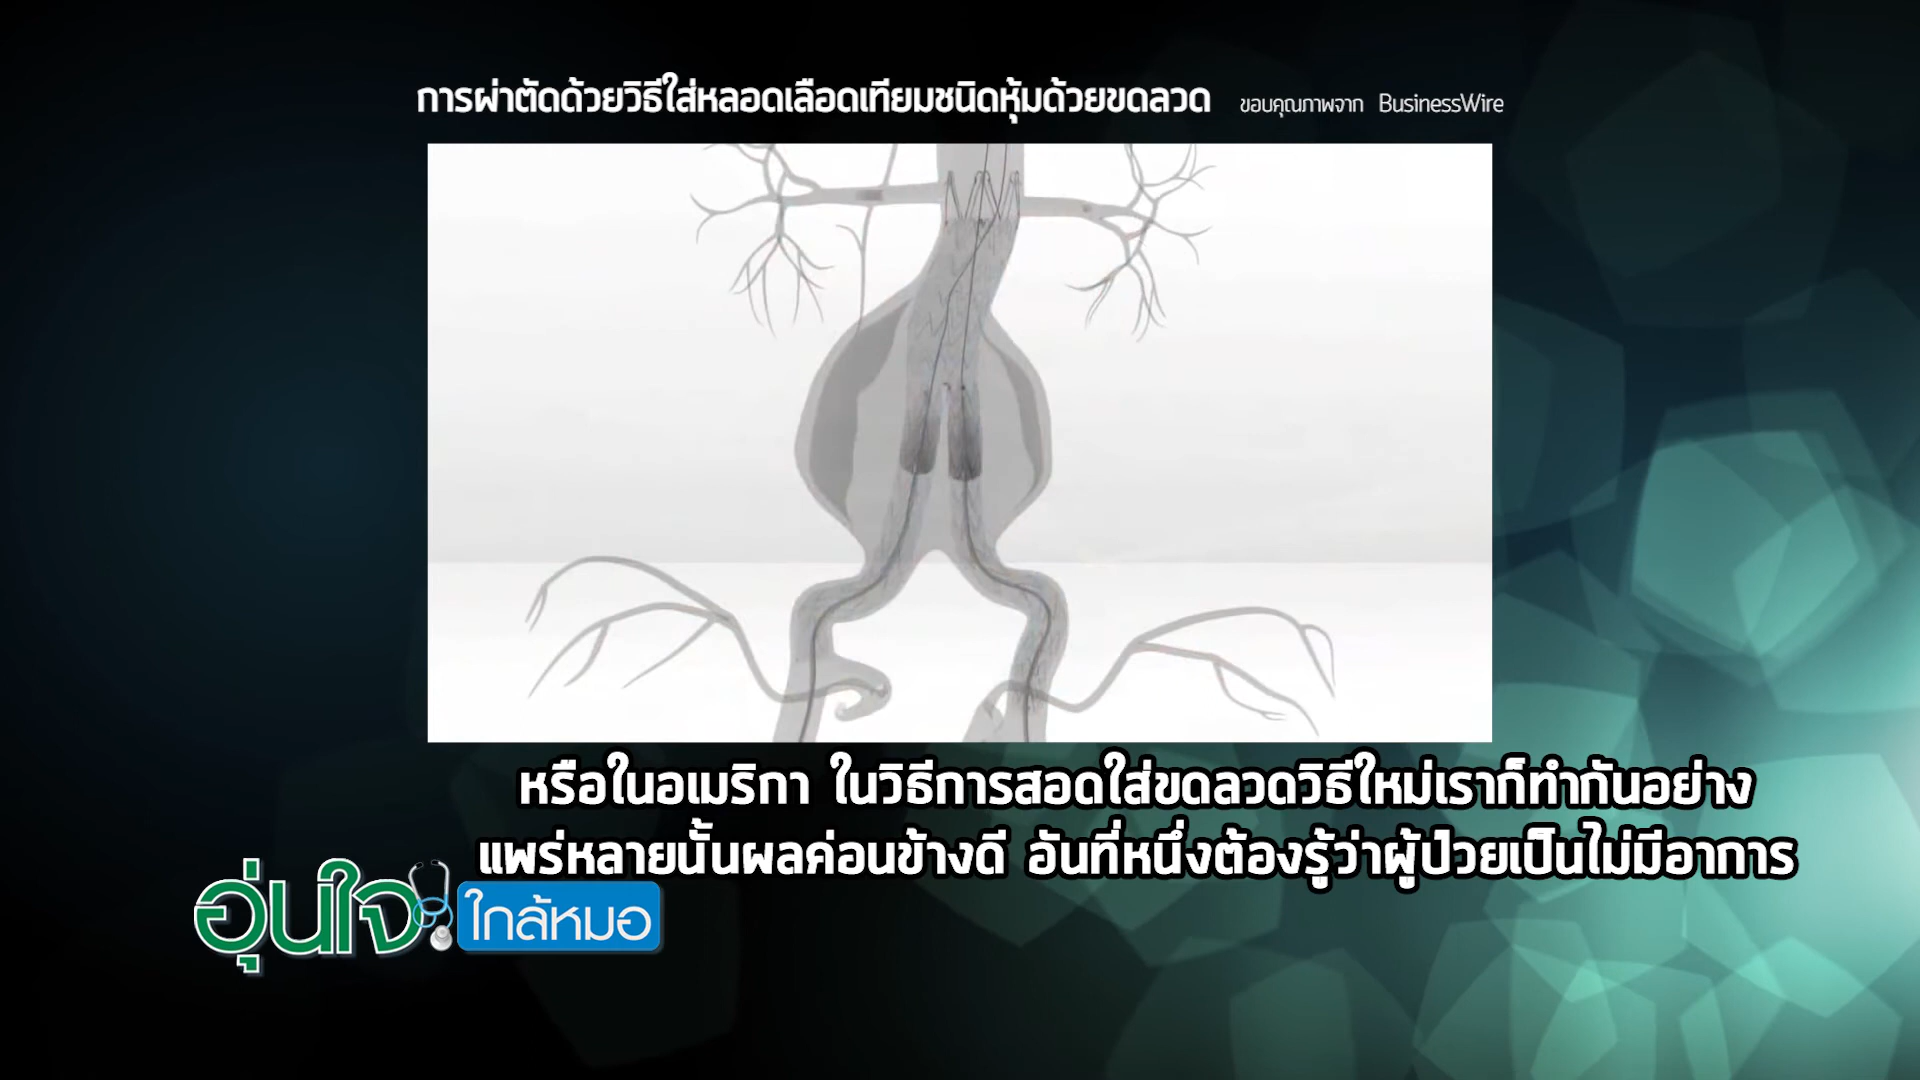 การผ่าตัดด้วยวิธีใส่หลอดเลือดเทียมชนิดหุ้มด้วยขดลวด ขอบคุณภาพจาก BusinessWire
หรือในอเมริกา ในวิธีการสอดใส่ขดลวดวิธีใหม่เราก็ทำกันอย่าง
แพร่หลายนั้นผลค่อนข้างดี อันที่หนึ่งต้องรู้ว่าผู้ป่วยเป็นไม่มีอาการ
อุ่นใจ ใกล้หมอ